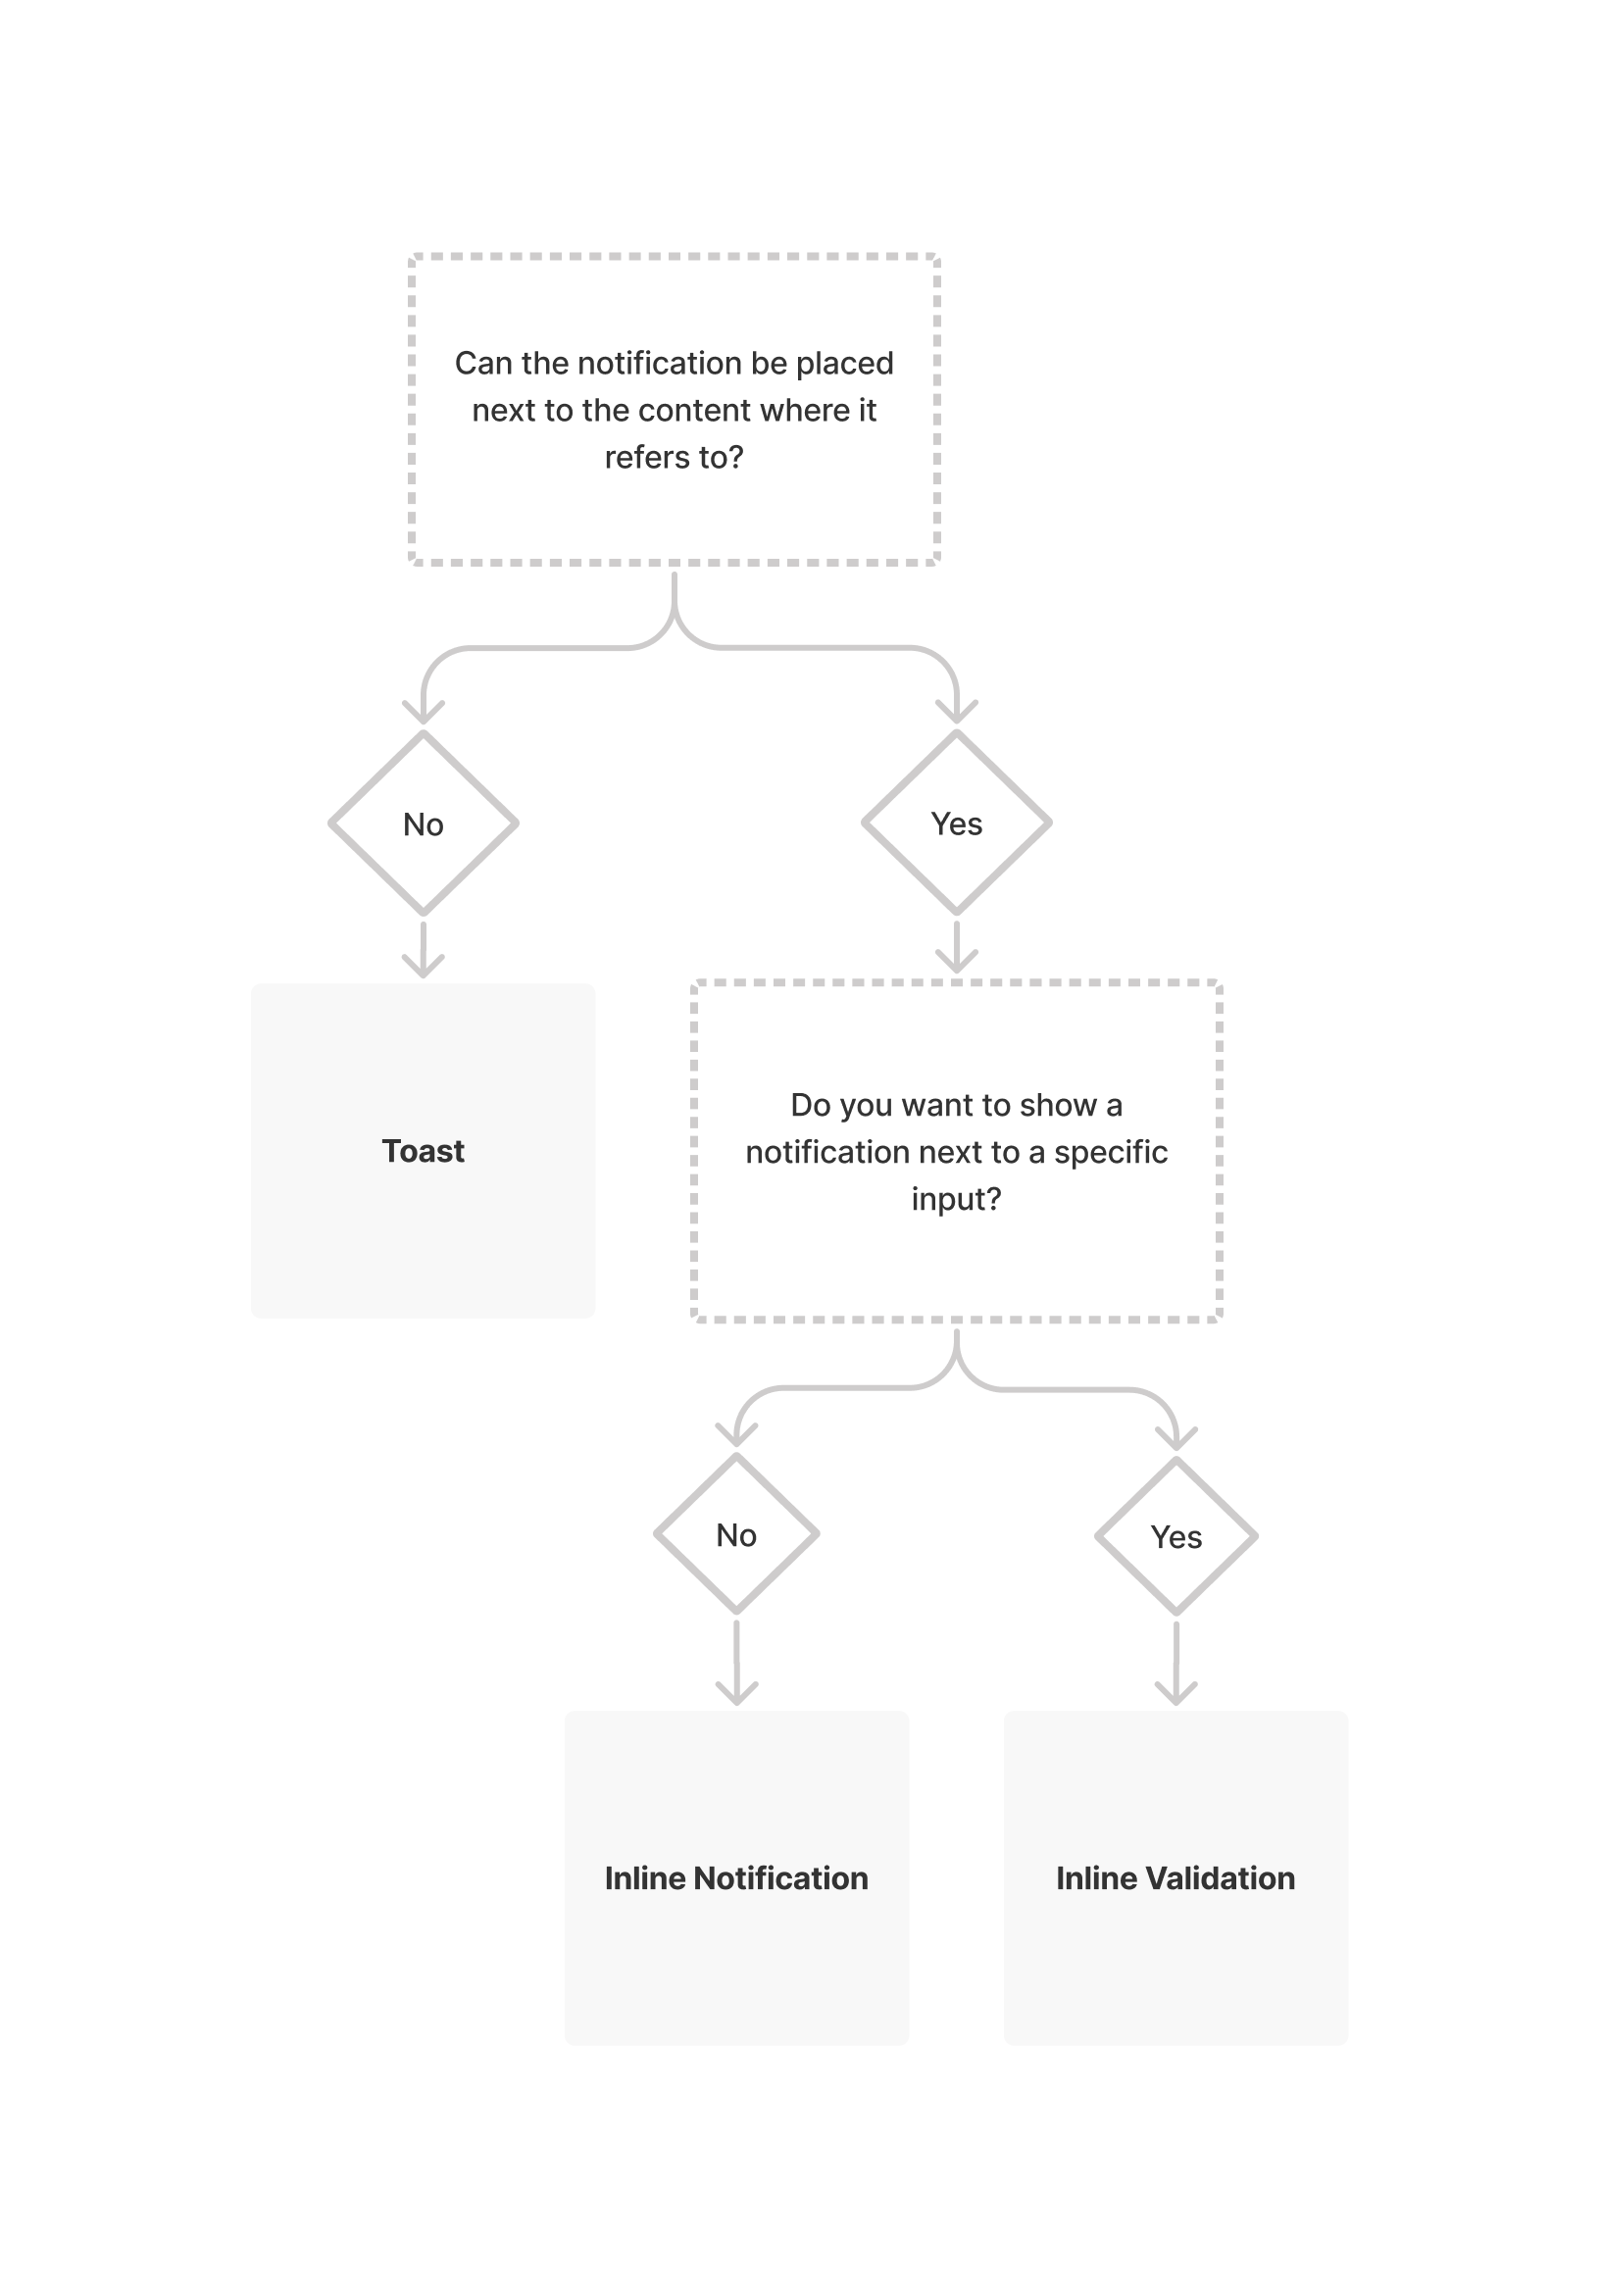 Can the notification be placed
next to the content where it
refers to?
No
Yes
Toast
Do you want to show a
notification next to a specific
input?
No
Yes
Inline Notification
Inline Validation